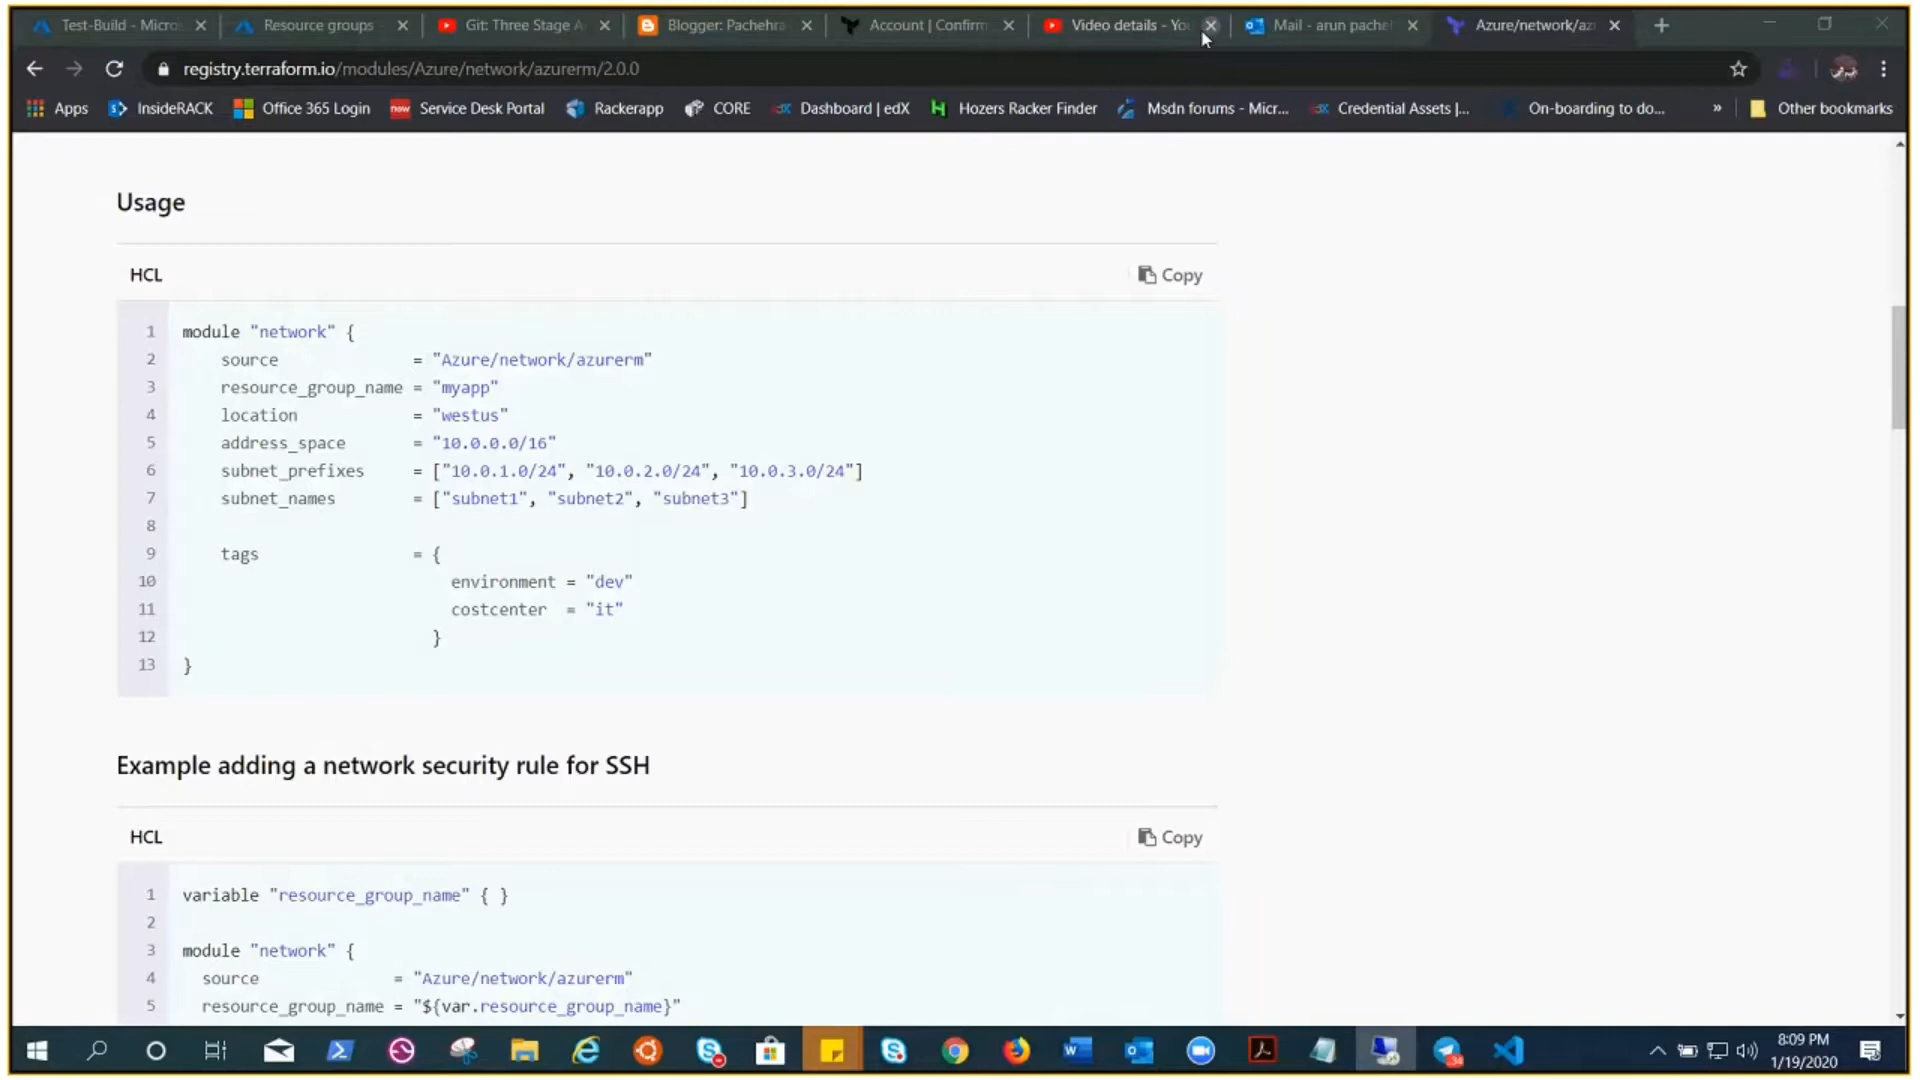 Test-Build - Micros
Resource groups -
Git: Three Stage A
Blogger: Pachehra
Account | Confirm
Video details - You
Mail - arun pachel
Azure/network/az
registry.terraform.io/modules/Azure/network/azurerm/2.0.0
Apps
InsideRACK
Office 365 Login
now
Service Desk Portal
Rackerapp
CORE
Dashboard | edX
Hozers Racker Finder
Msdn forums - Micr...
Credential Assets |...
On-boarding to do...
»
Other bookmarks
Usage
HCL
Copy
1 module "network" {
2 source = "Azure/network/azurerm"
3 resource_group_name = "myapp"
4 location = "westus"
5 address_space = "10.0.0.0/16"
6 subnet_prefixes = ["10.0.1.0/24", "10.0.2.0/24", "10.0.3.0/24"]
7 subnet_names = ["subnet1", "subnet2", "subnet3"]
8
9 tags = {
10 environment = "dev"
11 costcenter = "it"
12 }
13 }
Example adding a network security rule for SSH
HCL
Copy
1 variable "resource_group_name" { }
2
3 module "network" {
4 source = "Azure/network/azurerm"
5 resource_group_name = "${var.resource_group_name}"
8:09 PM
1/19/2020